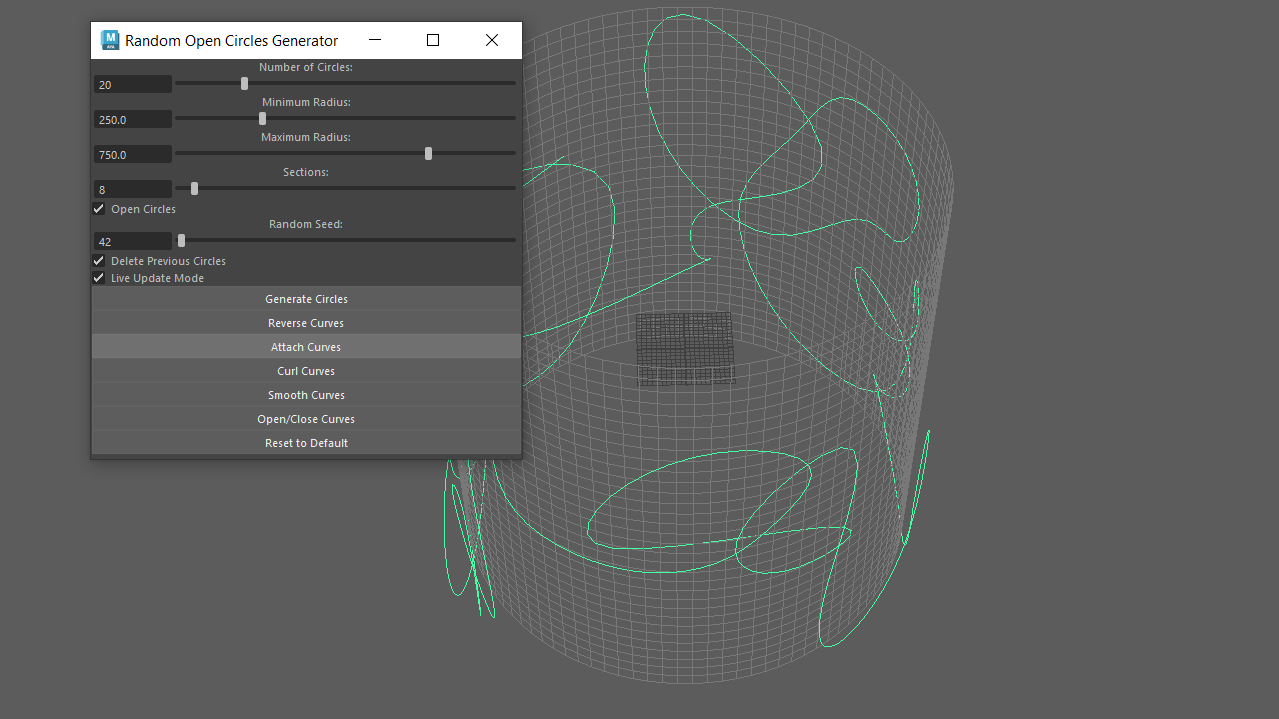 Random Open Circles Generator
Number of Circles:
20
Minimum Radius:
250.0
Maximum Radius:
750.0
Sections:
8
Open Circles
Random Seed:
42
Delete Previous Circles
Live Update Mode
Generate Circles
Reverse Curves
Attach Curves
Curl Curves
Smooth Curves
Open/Close Curves
Reset to Default